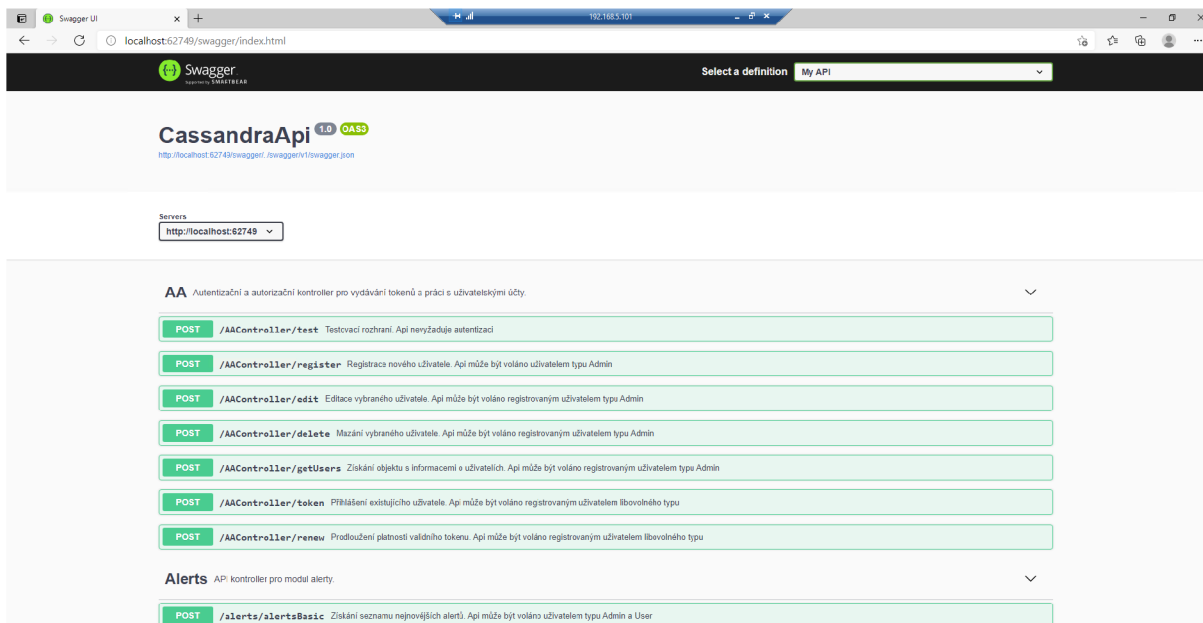 Swagger UI
192.168.5.101
localhost:62749/swagger/index.html
Swagger
Supported by SMARTBEAR
Select a definition My API
CassandraApi 1.0 OAS3
http://localhost:62749/swagger/../swagger/v1/swagger.json
Servers
http://localhost:62749
AA Autentizační a autorizační kontroller pro vydávání tokenů a práci s uživatelskými účty.
POST /AAController/test Testovací rozhraní. Api nevyžaduje autentizaci
POST /AAController/register Registrace nového uživatele. Api může být voláno uživatelem typu Admin
POST /AAController/edit Editace vybraného uživatele. Api může být voláno registrovaným uživatelem typu Admin
POST /AAController/delete Mazání vybraného uživatele. Api může být voláno registrovaným uživatelem typu Admin
POST /AAController/getUsers Získání objektu s informacemi o uživatelích. Api může být voláno registrovaným uživatelem typu Admin
POST /AAController/token Přihlášení existujícího uživatele. Api může být voláno registrovaným uživatelem libovolného typu
POST /AAController/renew Prodloužení platnosti validního tokenu. Api může být voláno registrovaným uživatelem libovolného typu
Alerts API kontroller pro modul alerty.
POST /alerts/alertsBasic Získání seznamu nejnovějších alertů. Api může být voláno uživatelem typu Admin a User